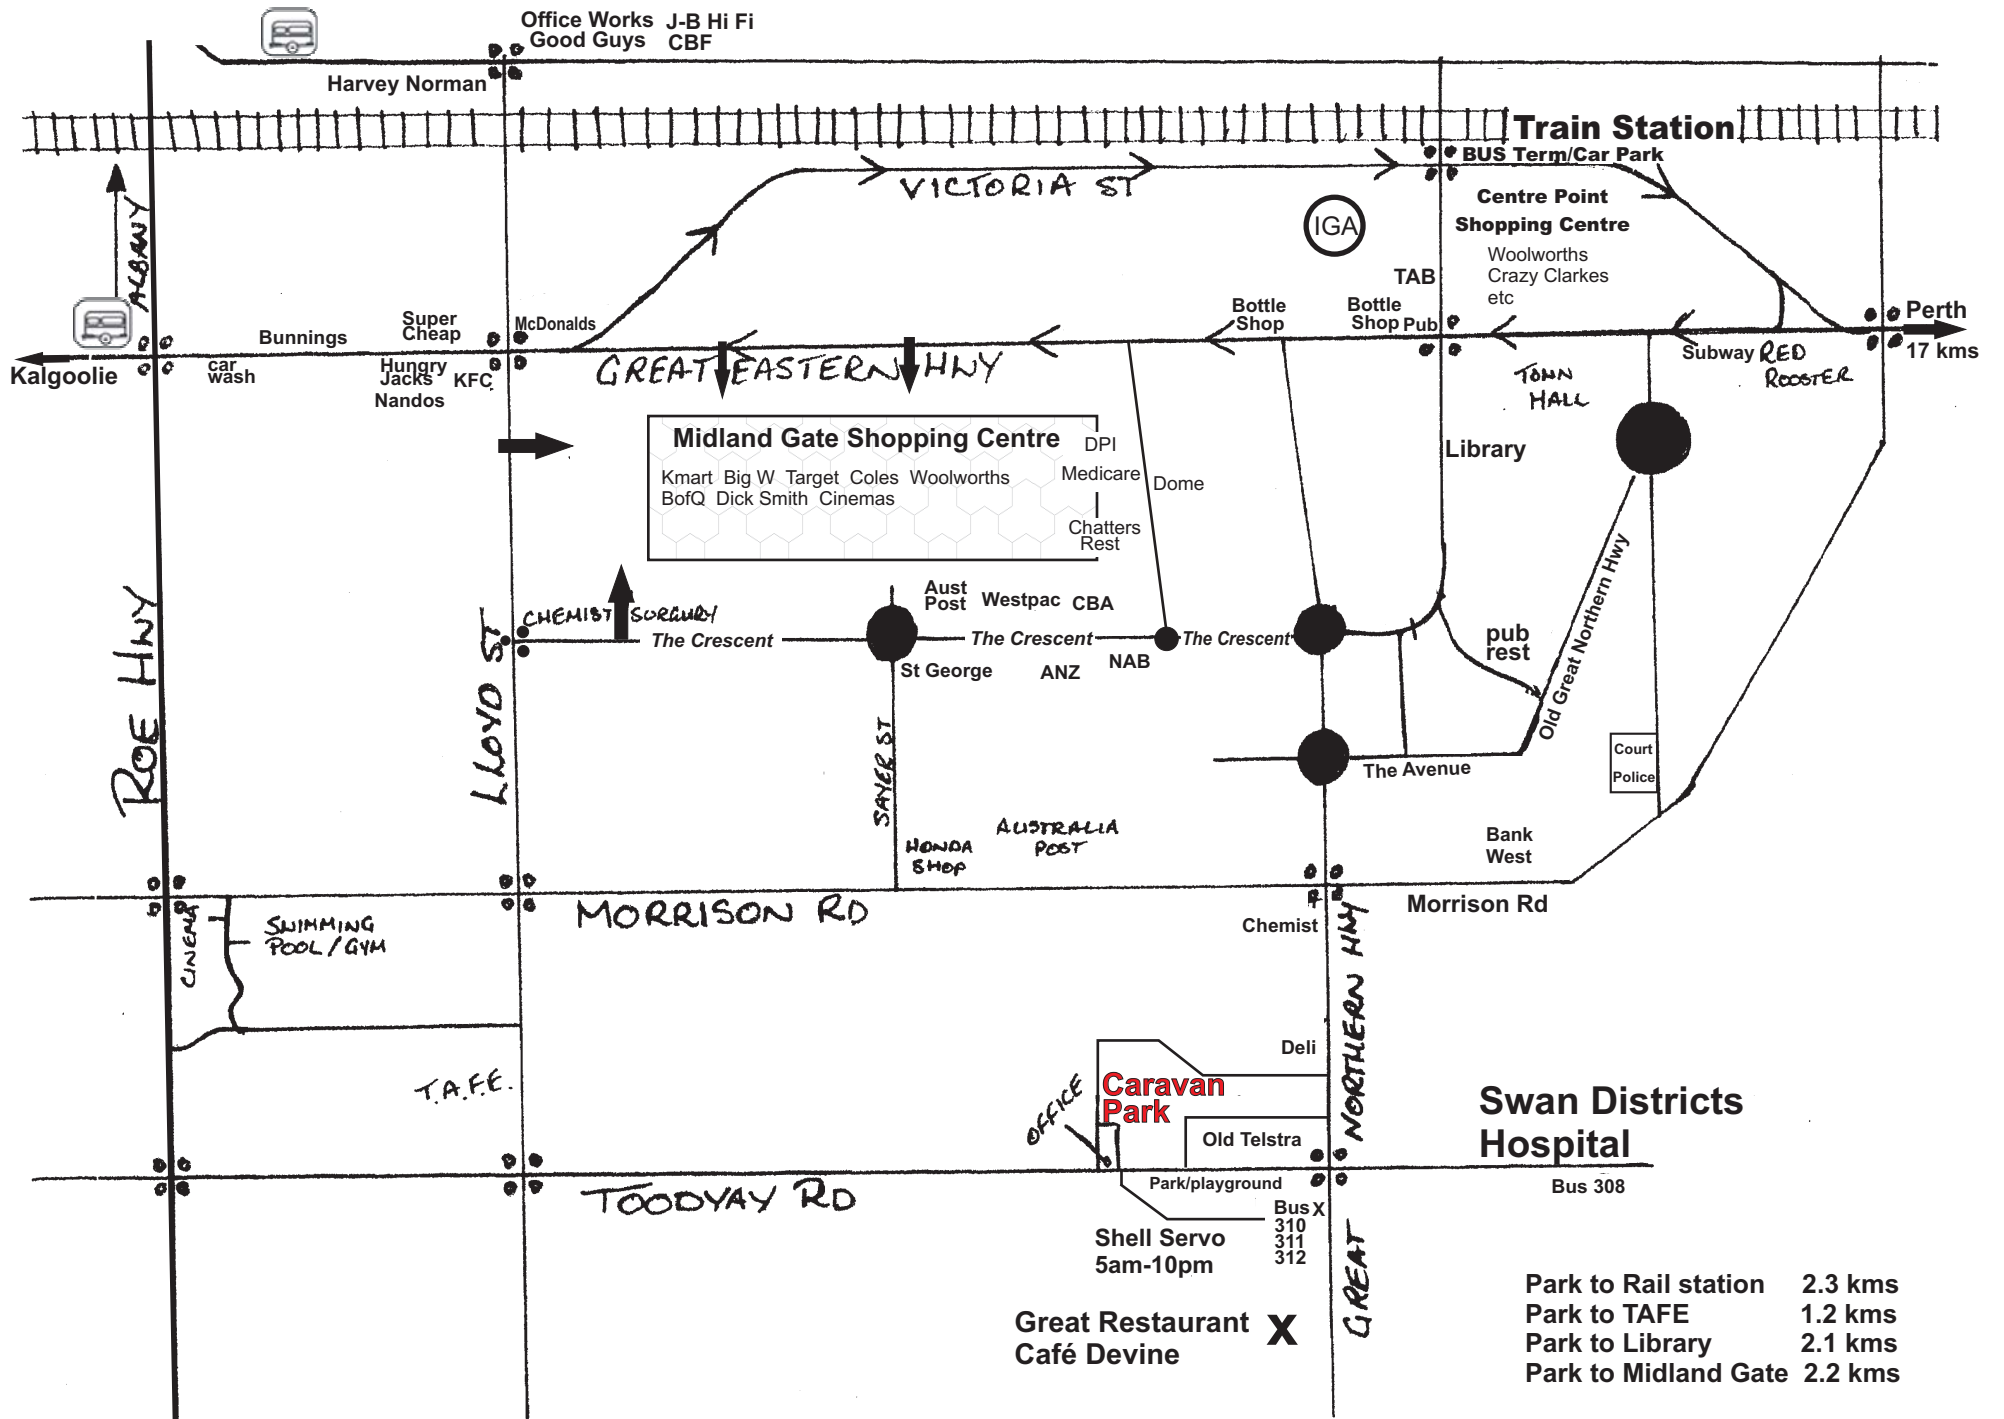 Office Works J-B Hi Fi
Good Guys CBF
Harvey Norman
Train Station
BUS Term/Car Park
VICTORIA ST
Centre Point
Shopping Centre
Woolworths
Crazy Clarkes
etc
IGA
TAB
ALBANY
Bunnings
Super
Cheap
McDonalds
Bottle
Shop
Bottle
Shop
Pub
Perth
17 kms
Kalgoolie
car
wash
Hungry
Jacks
Nandos
KFC
GREAT EASTERN HWY
TOWN
HALL
Subway
RED
ROOSTER
Midland Gate Shopping Centre
Kmart Big W Target Coles Woolworths
BofQ Dick Smith Cinemas
DPI
Medicare
Chatters
Rest
Dome
Library
Old Great Northern Hwy
ROE HWY
LLOYD ST
CHEMIST SURGURY
Aust
Post
Westpac
CBA
The Crescent
The Crescent
The Crescent
St George
ANZ
NAB
pub
rest
SAYER ST
The Avenue
Court
Police
HONDA
SHOP
AUSTRALIA
POST
Bank
West
MORRISON RD
Morrison Rd
CINEMA
SWIMMING
POOL/GYM
Chemist
GREAT NORTHERN HWY
T.A.F.E.
Deli
OFFICE
Caravan
Park
Old Telstra
Swan Districts
Hospital
TOODYAY RD
Park/playground
Bus 308
Bus X
310
311
312
Shell Servo
5am-10pm
Great Restaurant X
Café Devine
Park to Rail station 2.3 kms
Park to TAFE 1.2 kms
Park to Library 2.1 kms
Park to Midland Gate 2.2 kms